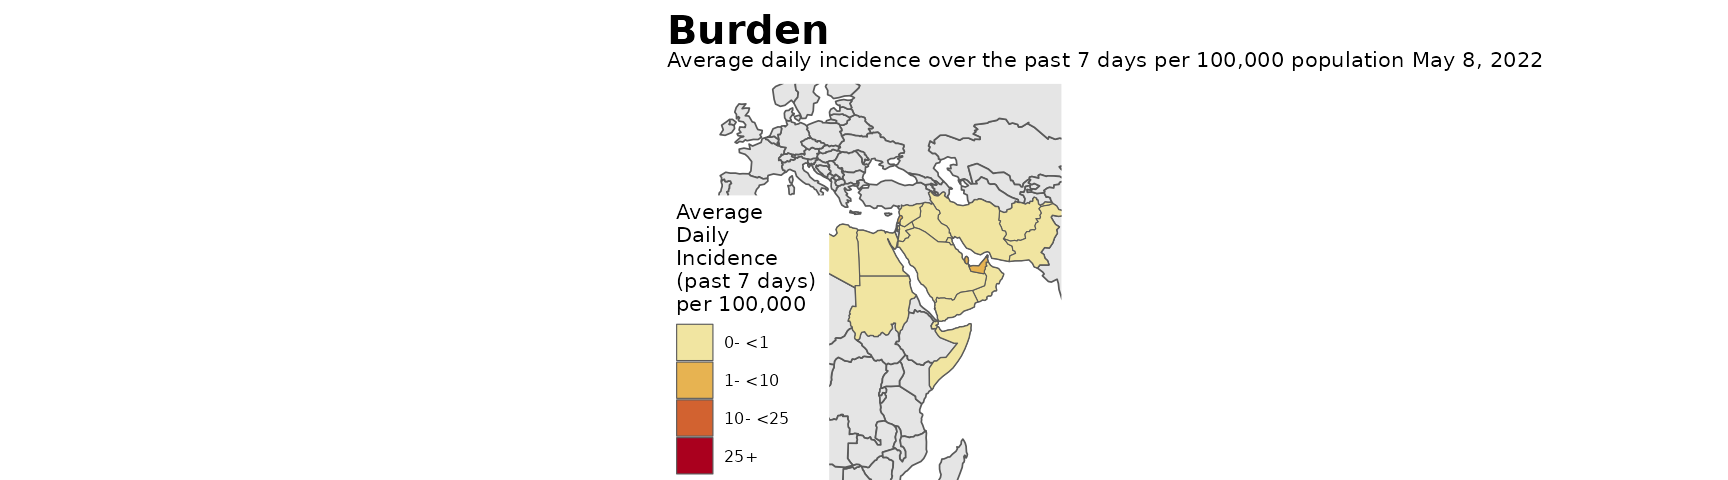 Burden
Average daily incidence over the past 7 days per 100,000 population May 8, 2022
Average
Daily
Incidence
(past 7 days)
per 100,000
0- <1
1- <10
10- <25
25+